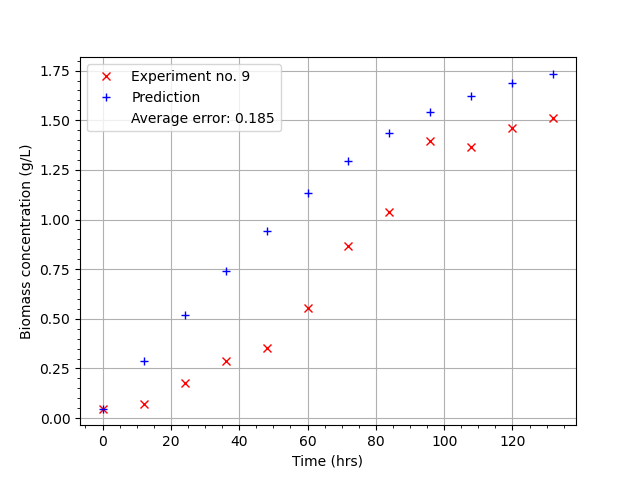 Experiment no. 9
Prediction
Average error: 0.185
1.75
1.50
1.25
1.00
0.75
0.50
0.25
0.00
Biomass concentration (g/L)
0 20 40 60 80 100 120
Time (hrs)